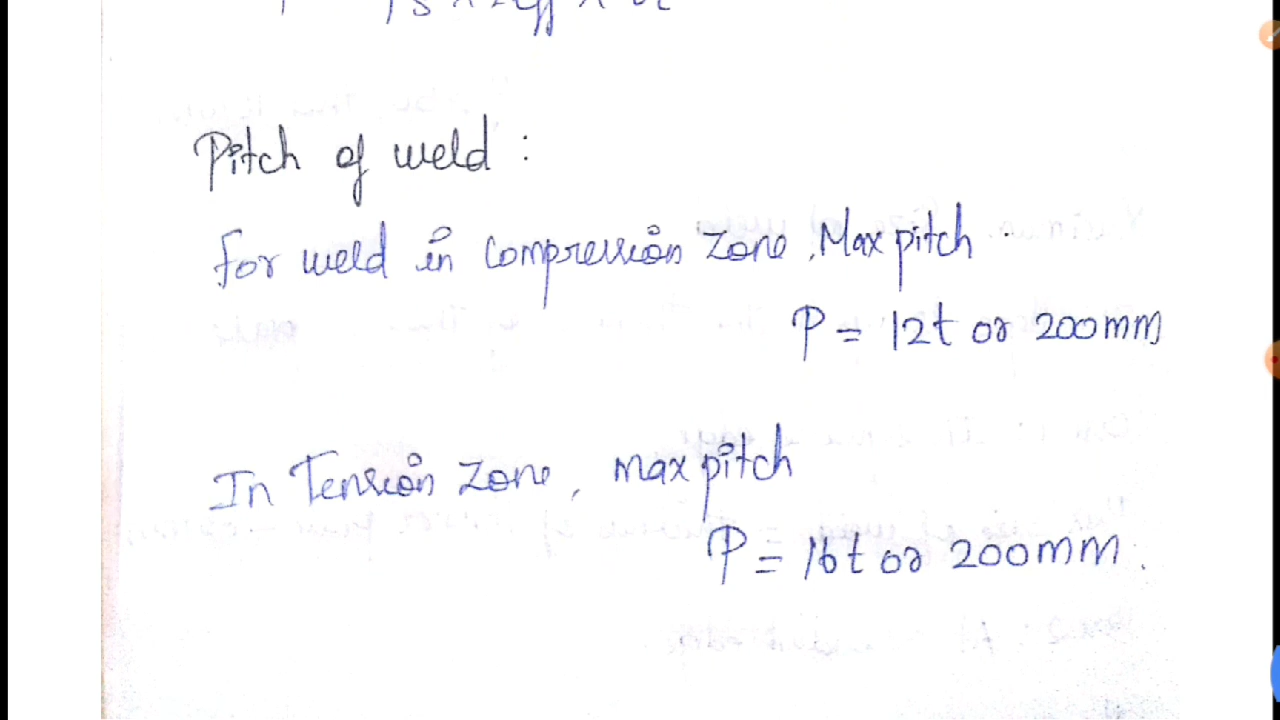 Pitch of weld :
for weld in compression zone, Max pitch
P = 12t or 200mm
In Tension zone, max pitch
P = 16t or 200mm.